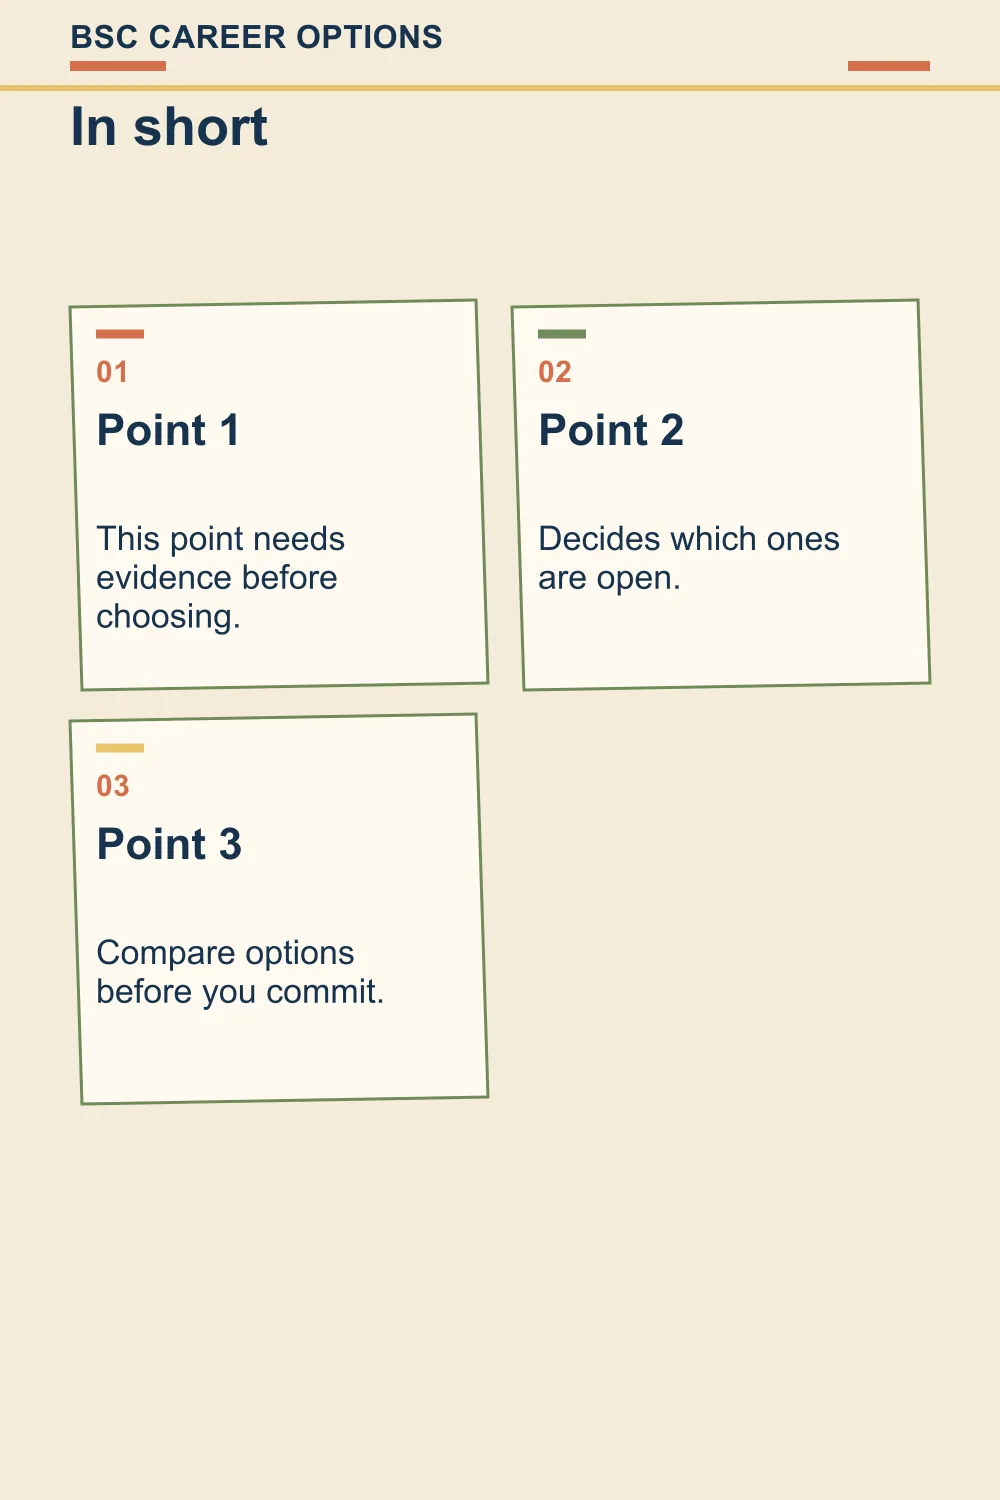 BSC CAREER OPTIONS
In short
01
Point 1
This point needs
evidence before
choosing.
02
Point 2
Decides which ones
are open.
03
Point 3
Compare options
before you commit.